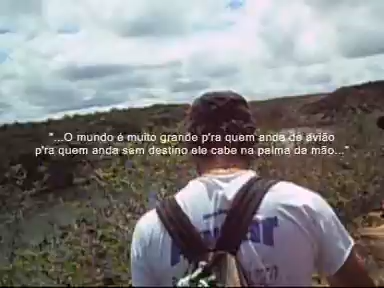 "...O mundo é muito grande p'ra quem anda de avião
p'ra quem anda sem destino ele cabe na palma da mão..."